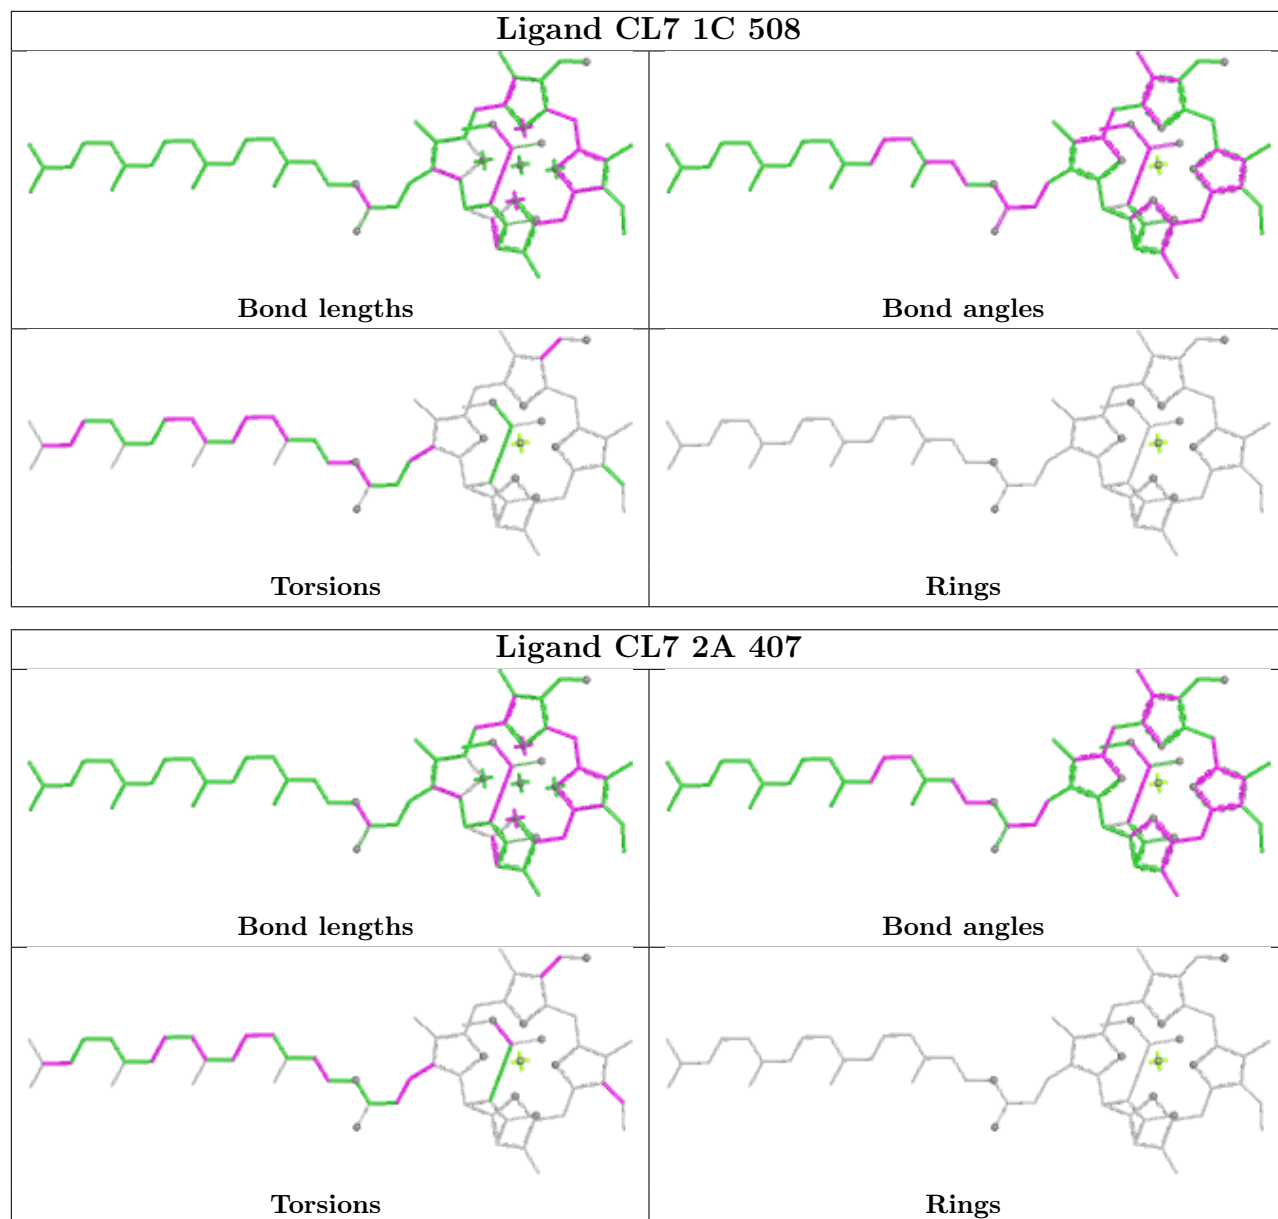 Ligand CL7 1C 508
Bond lengths
Bond angles
Torsions
Rings
Ligand CL7 2A 407
Bond lengths
Bond angles
Torsions
Rings